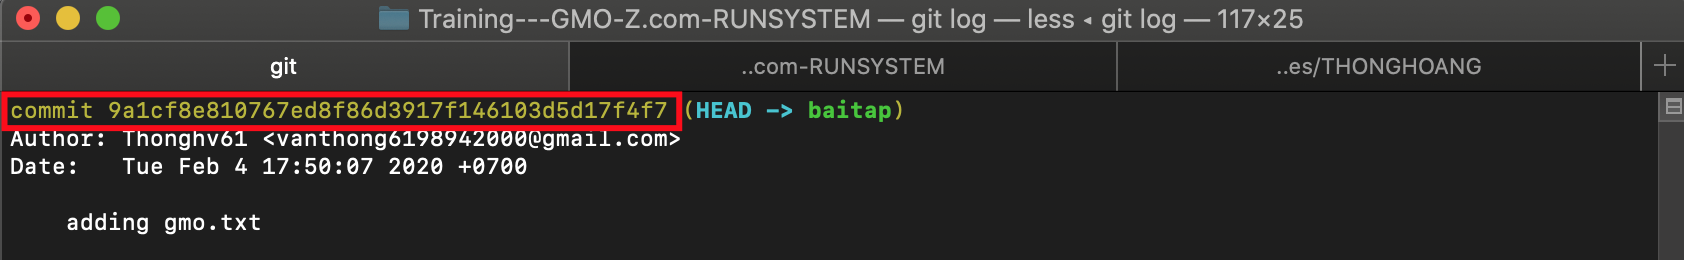 Training---GMO-Z.com-RUNSYSTEM — git log — less ◂ git log — 117×25
git ..com-RUNSYSTEM ..es/THONGHOANG
commit 9a1cf8e810767ed8f86d3917f146103d5d17f4f7 (HEAD -> baitap)
Author: Thonghv61 <vanthong6198942000@gmail.com>
Date:   Tue Feb 4 17:50:07 2020 +0700
adding gmo.txt